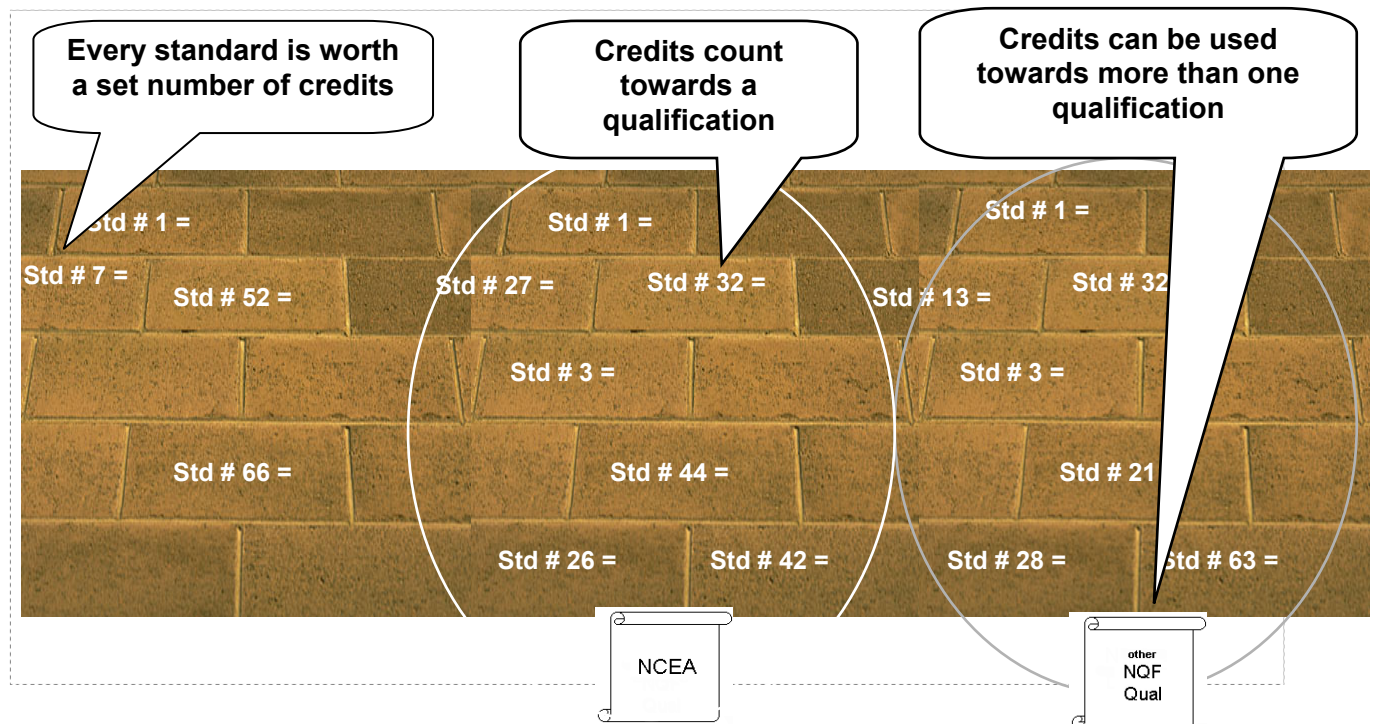 Every standard is worth
a set number of credits
Credits count
towards a
qualification
Credits can be used
towards more than one
qualification
Std # 1 =
Std # 1 =
Std # 1 =
Std # 7 =
Std # 52 =
Std # 27 =
Std # 32 =
Std # 13 =
Std # 32
Std # 3 =
Std # 3 =
Std # 66 =
Std # 44 =
Std # 21
Std # 26 =
Std # 42 =
Std # 28 =
Std # 63 =
NCEA
other
NQF
Qual